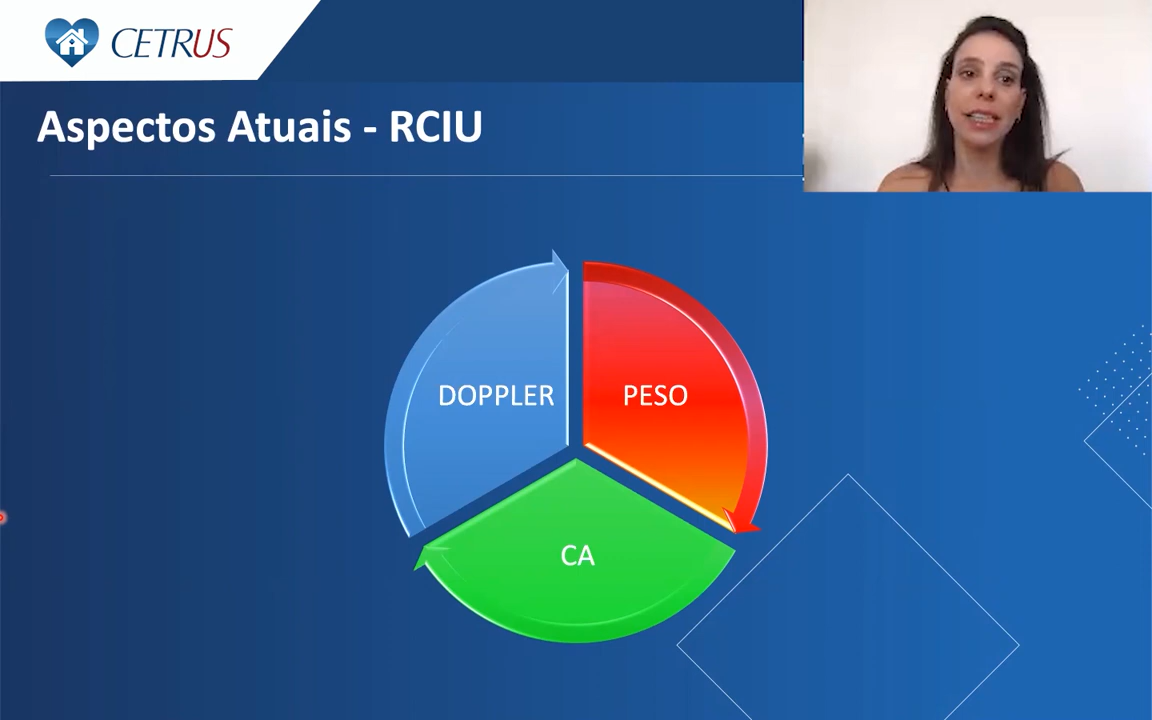 CETRUS
Aspectos Atuais - RCIU
DOPPLER
PESO
CA